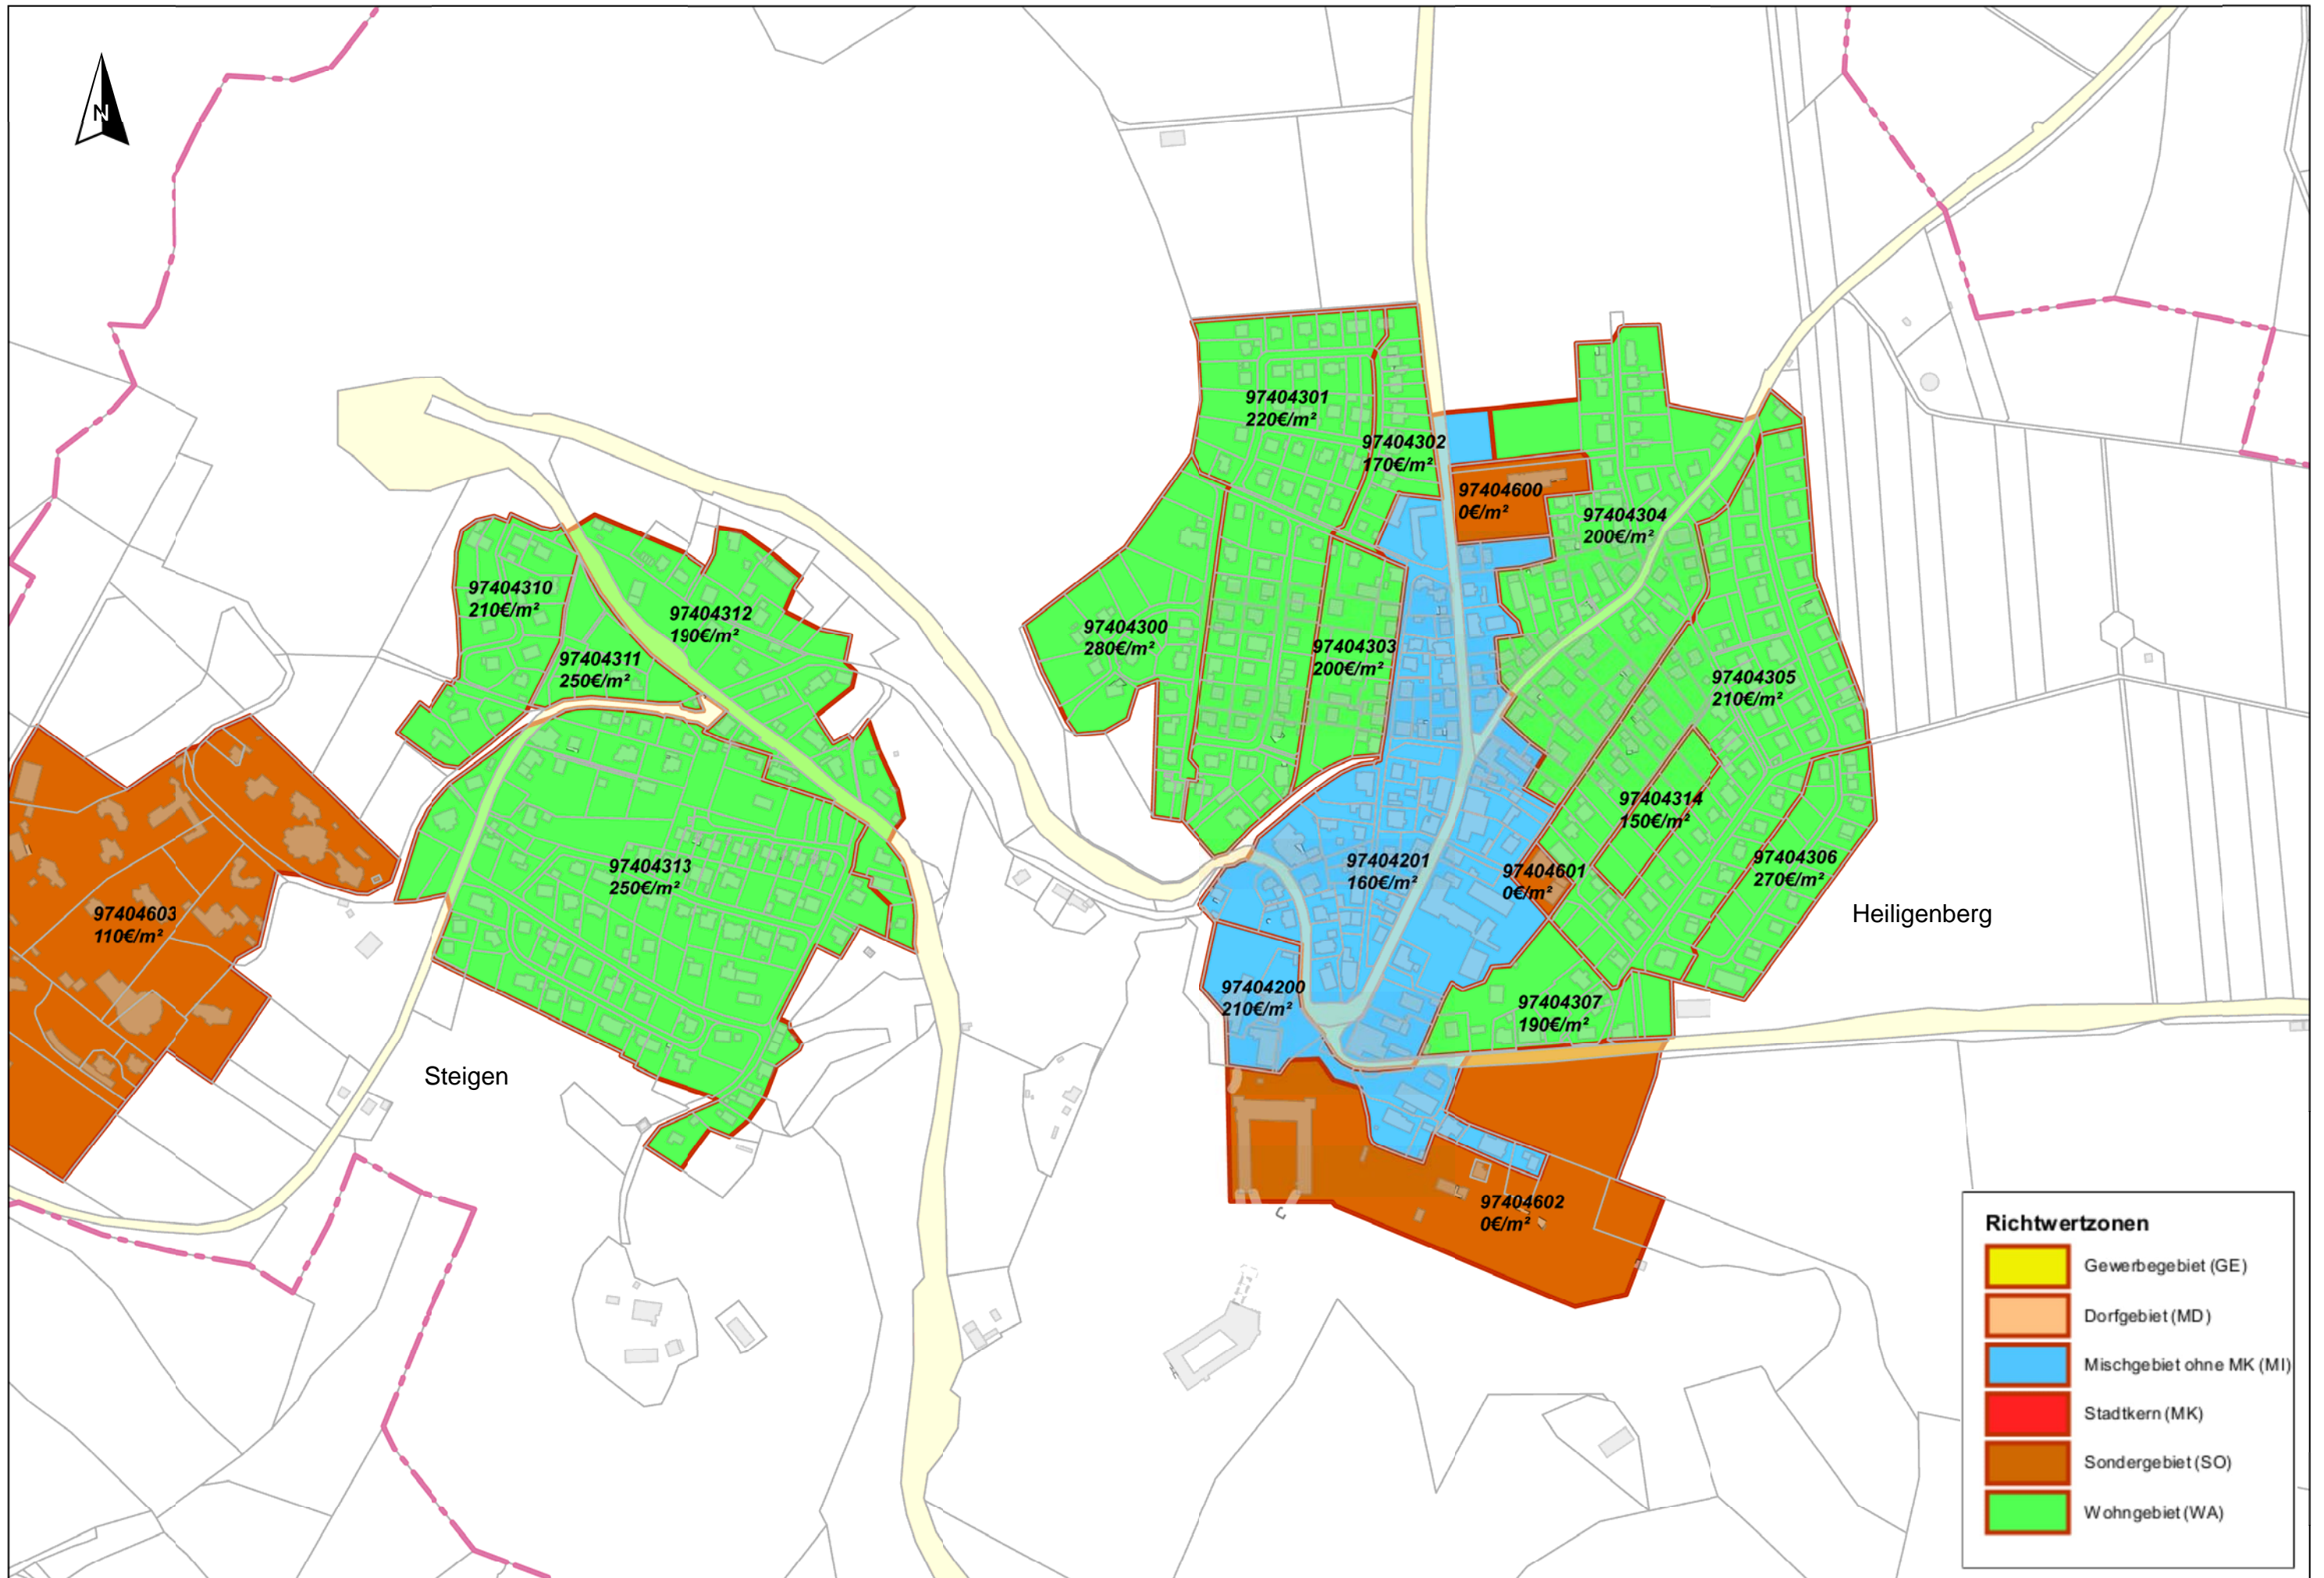 N
97404301
220€/m²
97404302
170€/m²
97404600
0€/m²
97404304
200€/m²
97404310
210€/m²
97404312
190€/m²
97404311
250€/m²
97404300
280€/m²
97404303
200€/m²
97404305
210€/m²
97404314
150€/m²
97404313
250€/m²
97404201
160€/m²
97404601
0€/m²
97404306
270€/m²
97404603
110€/m²
Heiligenberg
97404200
210€/m²
97404307
190€/m²
Steigen
97404602
0€/m²
Richtwertzonen
Gewerbegebiet (GE)
Dorfgebiet (MD)
Mischgebiet ohne MK (MI)
Stadtkern (MK)
Sondergebiet (SO)
Wohngebiet (WA)